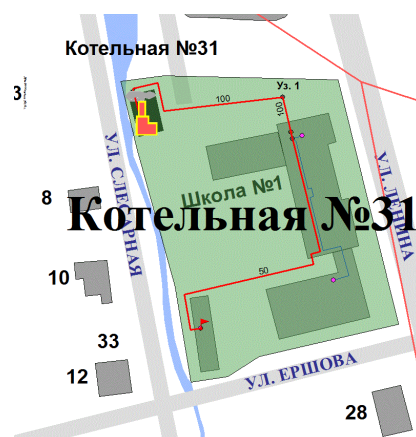 Котельная №31
3
Уз. 1
100
100
УЛ. СЛЕСАРНАЯ
Школа №1
УЛ. ЛЕНИНА
8
Котельная №31
10
50
33
12
УЛ. ЕРШОВА
28